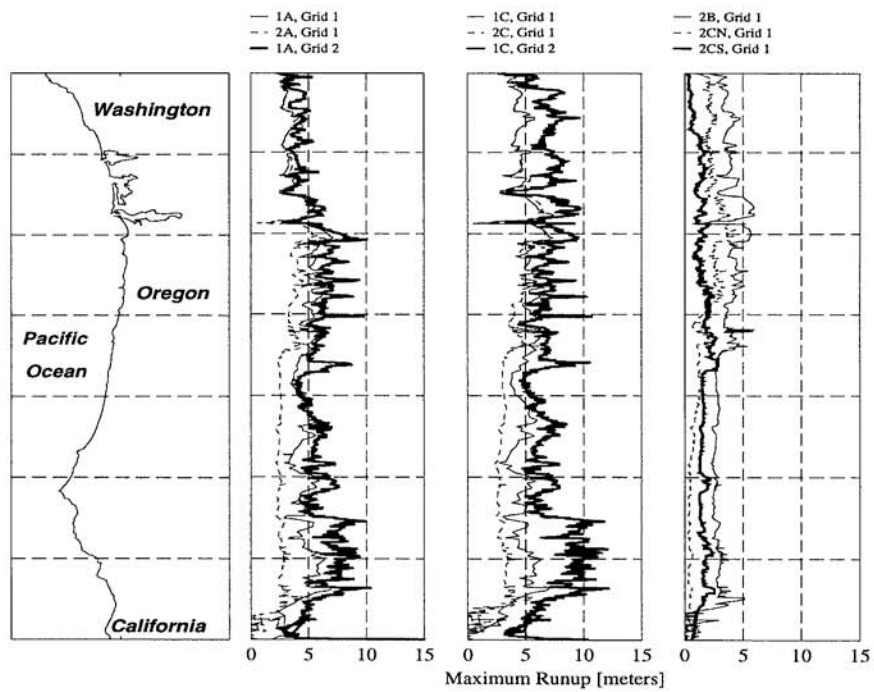 1A, Grid 1
2A, Grid 1
1A, Grid 2
1C, Grid 1
2C, Grid 1
1C, Grid 2
2B, Grid 1
2CN, Grid 1
2CS, Grid 1
Washington
Oregon
Pacific
Ocean
California
0 5 10 15
0 5 10 15
0 5 10 15
Maximum Runup [meters]